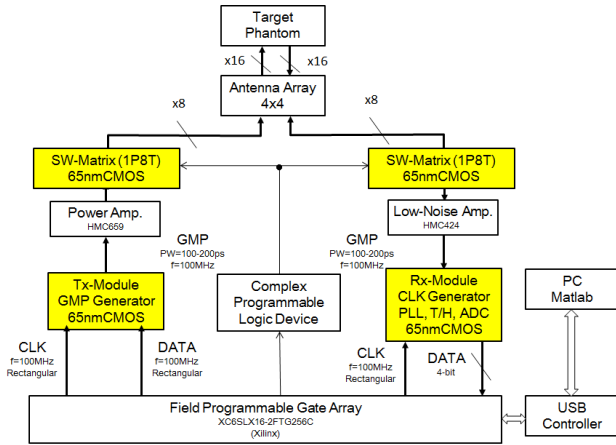 Target
Phantom
x16
x16
Antenna Array
4x4
x8
x8
SW-Matrix (1P8T)
65nmCMOS
SW-Matrix (1P8T)
65nmCMOS
Power Amp.
HMC659
Low-Noise Amp.
HMC424
GMP
PW=100-200ps
f=100MHz
GMP
PW=100-200ps
f=100MHz
Tx-Module
GMP Generator
65nmCMOS
Complex
Programmable
Logic Device
Rx-Module
CLK Generator
PLL, T/H, ADC
65nmCMOS
PC
Matlab
CLK
f=100MHz
Rectangular
DATA
f=100MHz
Rectangular
CLK
f=100MHz
Rectangular
DATA
4-bit
Field Programmable Gate Array
XC6SLX16-2FTG256C
(Xilinx)
USB
Controller